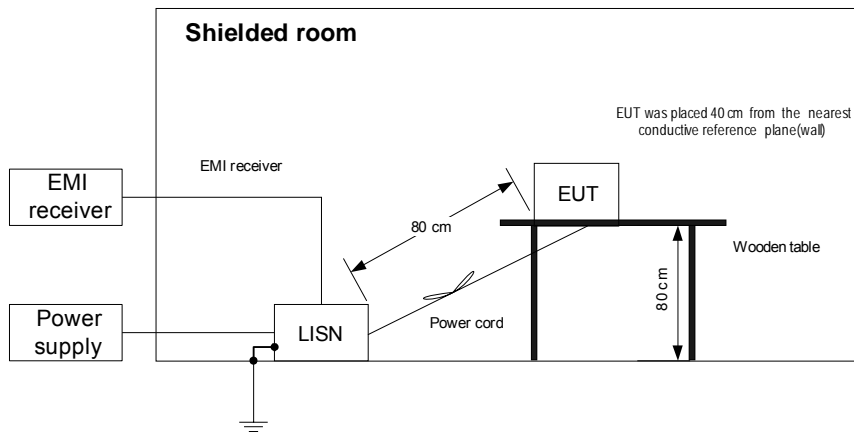 Shielded room
EUT was placed 40 cm from the nearest
conductive reference plane(wall)
EMI receiver
EMI
receiver
EUT
80 cm
Wooden table
80 cm
Power
supply
LISN
Power cord